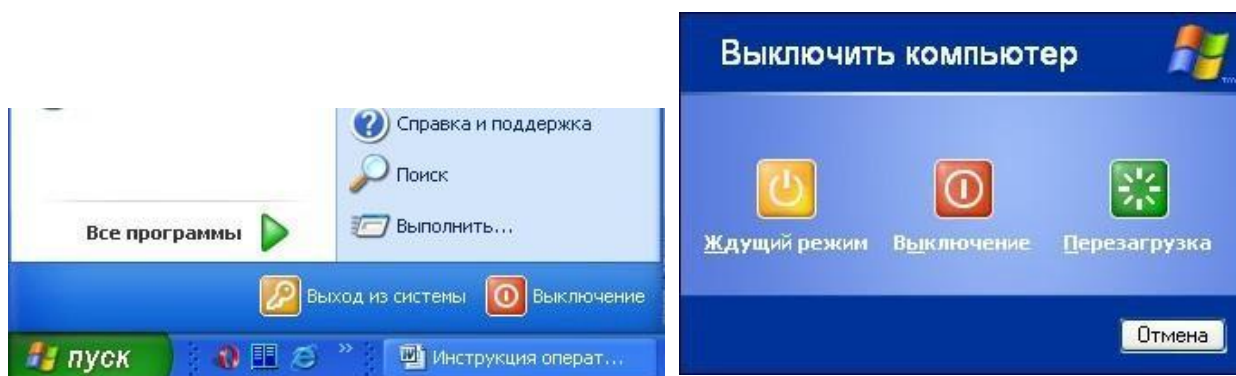 Справка и поддержка
Поиск
Все программы
Выполнить...
Выход из системы
Выключение
пуск
»
Инструкция операт...
Выключить компьютер
Ждущий режим
Выключение
Перезагрузка
Отмена